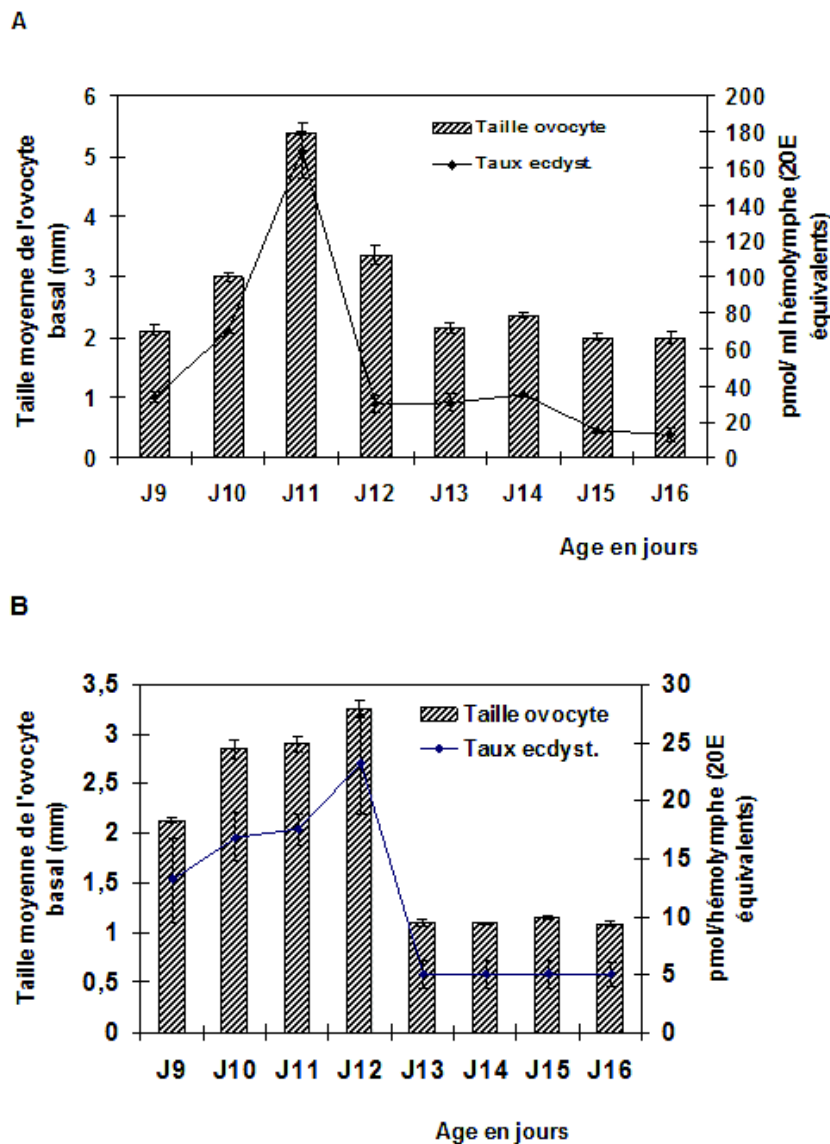 A
Taille moyenne de l'ovocyte
basal (mm)
6
5
4
3
2
1
0
Taille ovocyte
Taux ecdyst.
200
180
160
140
120
100
80
60
40
20
0
pmol/ ml hémolymphe (20E
équivalents)
J9 J10 J11 J12 J13 J14 J15 J16
Age en jours
B
Taille moyenne de l'ovocyte
basal (mm)
3,5
3
2,5
2
1,5
1
0,5
0
Taille ovocyte
Taux ecdyst.
30
25
20
15
10
5
0
pmol/hémolymphe (20E
équivalents)
J9 J10 J11 J12 J13 J14 J15 J16
Age en jours